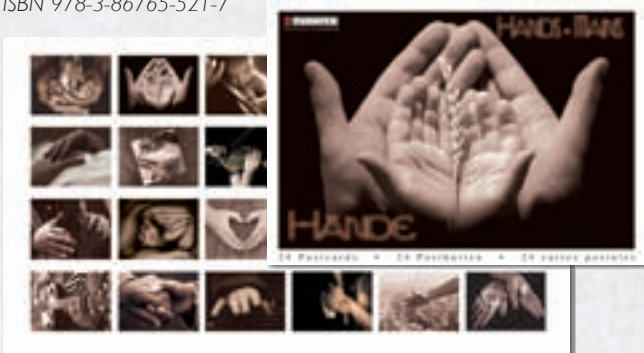 ISBN 978-3-86765-521-7
HANDS • MAINS
HÄNDE
24 Postcards • 24 Postkarten • 24 cartes postales